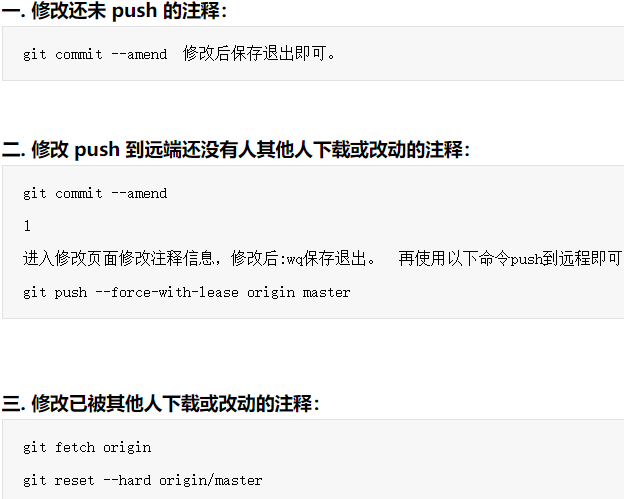 一. 修改还未 push 的注释：
git commit --amend  修改后保存退出即可。
二. 修改 push 到远端还没有人其他人下载或改动的注释：
git commit --amend
1
进入修改页面修改注释信息，修改后:wq保存退出。  再使用以下命令push到远程即可
git push --force-with-lease origin master
三. 修改已被其他人下载或改动的注释：
git fetch origin
git reset --hard origin/master